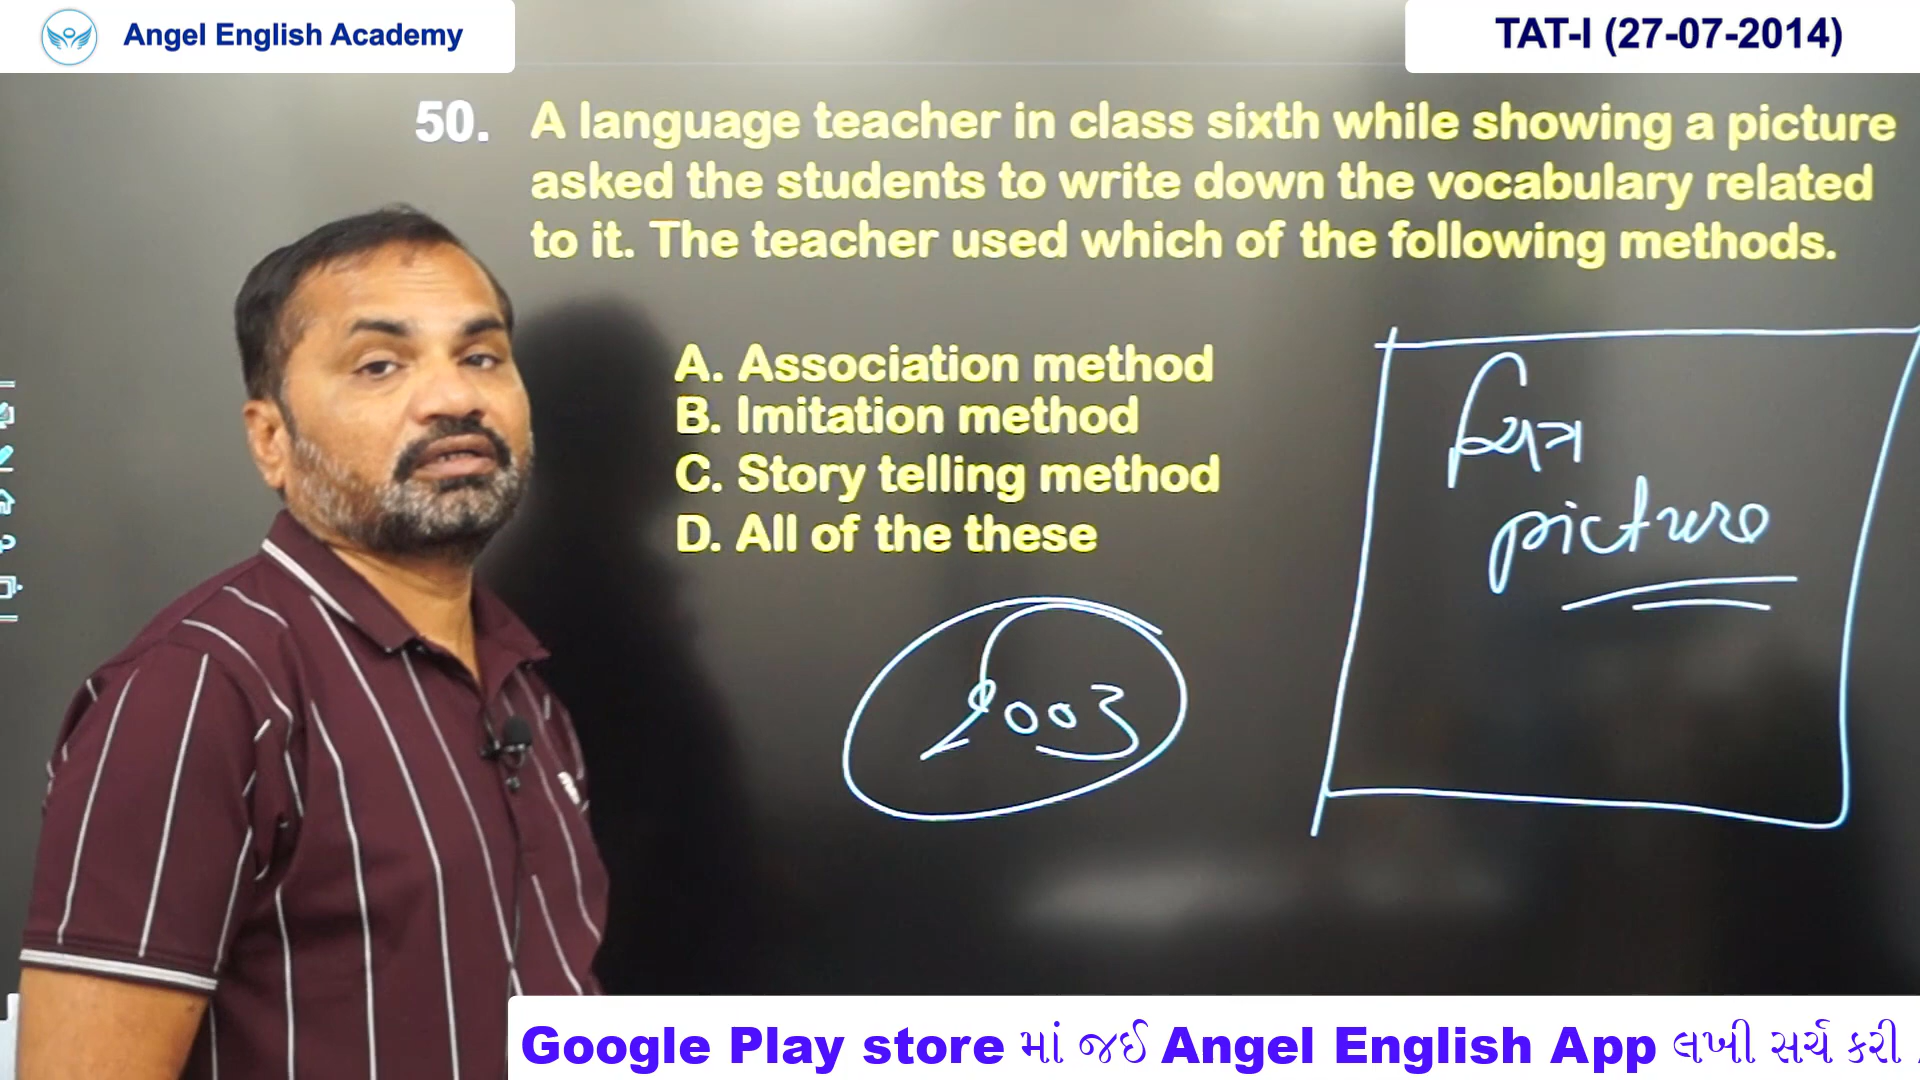 Angel English Academy
TAT-I (27-07-2014)
50. A language teacher in class sixth while showing a picture
asked the students to write down the vocabulary related
to it. The teacher used which of the following methods.
A. Association method
B. Imitation method
C. Story telling method
D. All of the these
ચિત્ર
picture
2003
Google Play store માં જઈ Angel English App લખી સર્ચ કરી